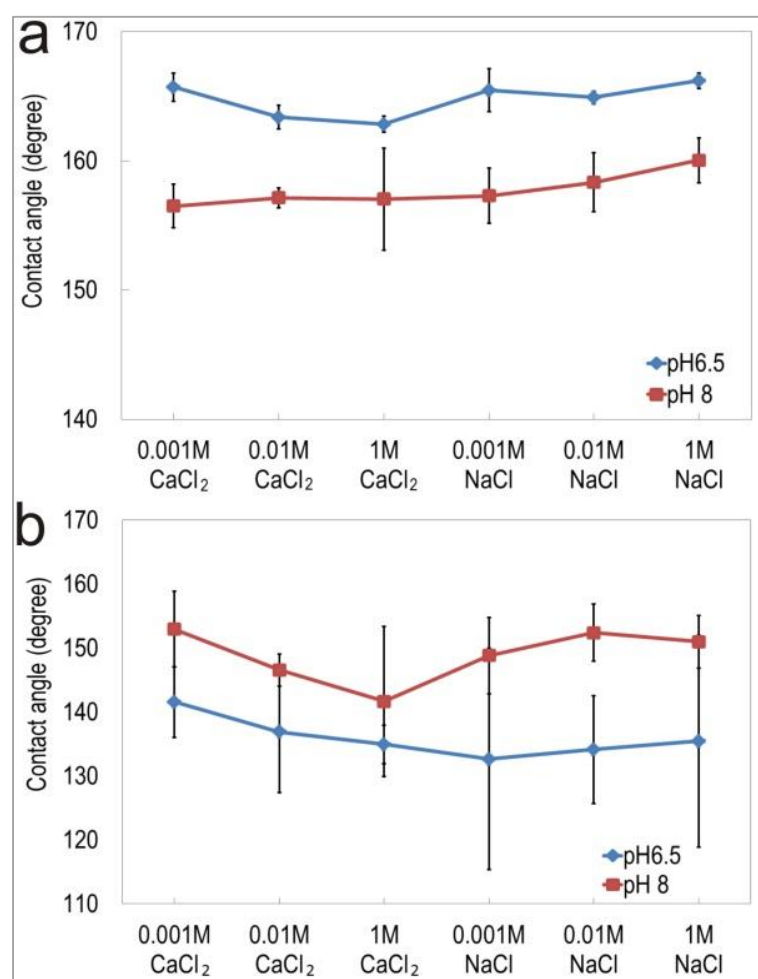 a
170
160
150
140
Contact angle (degree)
pH6.5
pH 8
0.001M 0.01M 1M 0.001M 0.01M 1M
CaCl₂ CaCl₂ CaCl₂ NaCl NaCl NaCl
b
170
160
150
140
130
120
110
Contact angle (degree)
pH6.5
pH 8
0.001M 0.01M 1M 0.001M 0.01M 1M
CaCl₂ CaCl₂ CaCl₂ NaCl NaCl NaCl